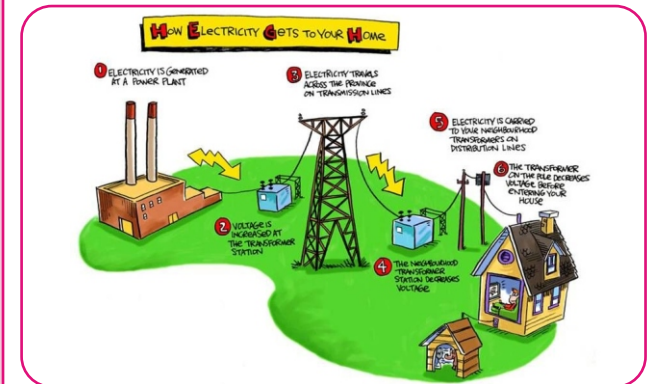 How Electricity Gets to Your Home
1 ELECTRICITY IS GENERATED
AT A POWER PLANT
2 VOLTAGE IS
INCREASED AT
THE TRANSFORMER
STATION
3 ELECTRICITY TRAVELS
ACROSS THE PROVINCE
ON TRANSMISSION LINES
4 THE NEIGHBOURHOOD
TRANSFORMER
STATION DECREASES
VOLTAGE
5 ELECTRICITY IS CARRIED
TO YOUR NEIGHBOURHOOD
TRANSFORMERS ON
DISTRIBUTION LINES
6 THE TRANSFORMER
ON THE POLE DECREASES
VOLTAGE BEFORE
ENTERING YOUR
HOUSE